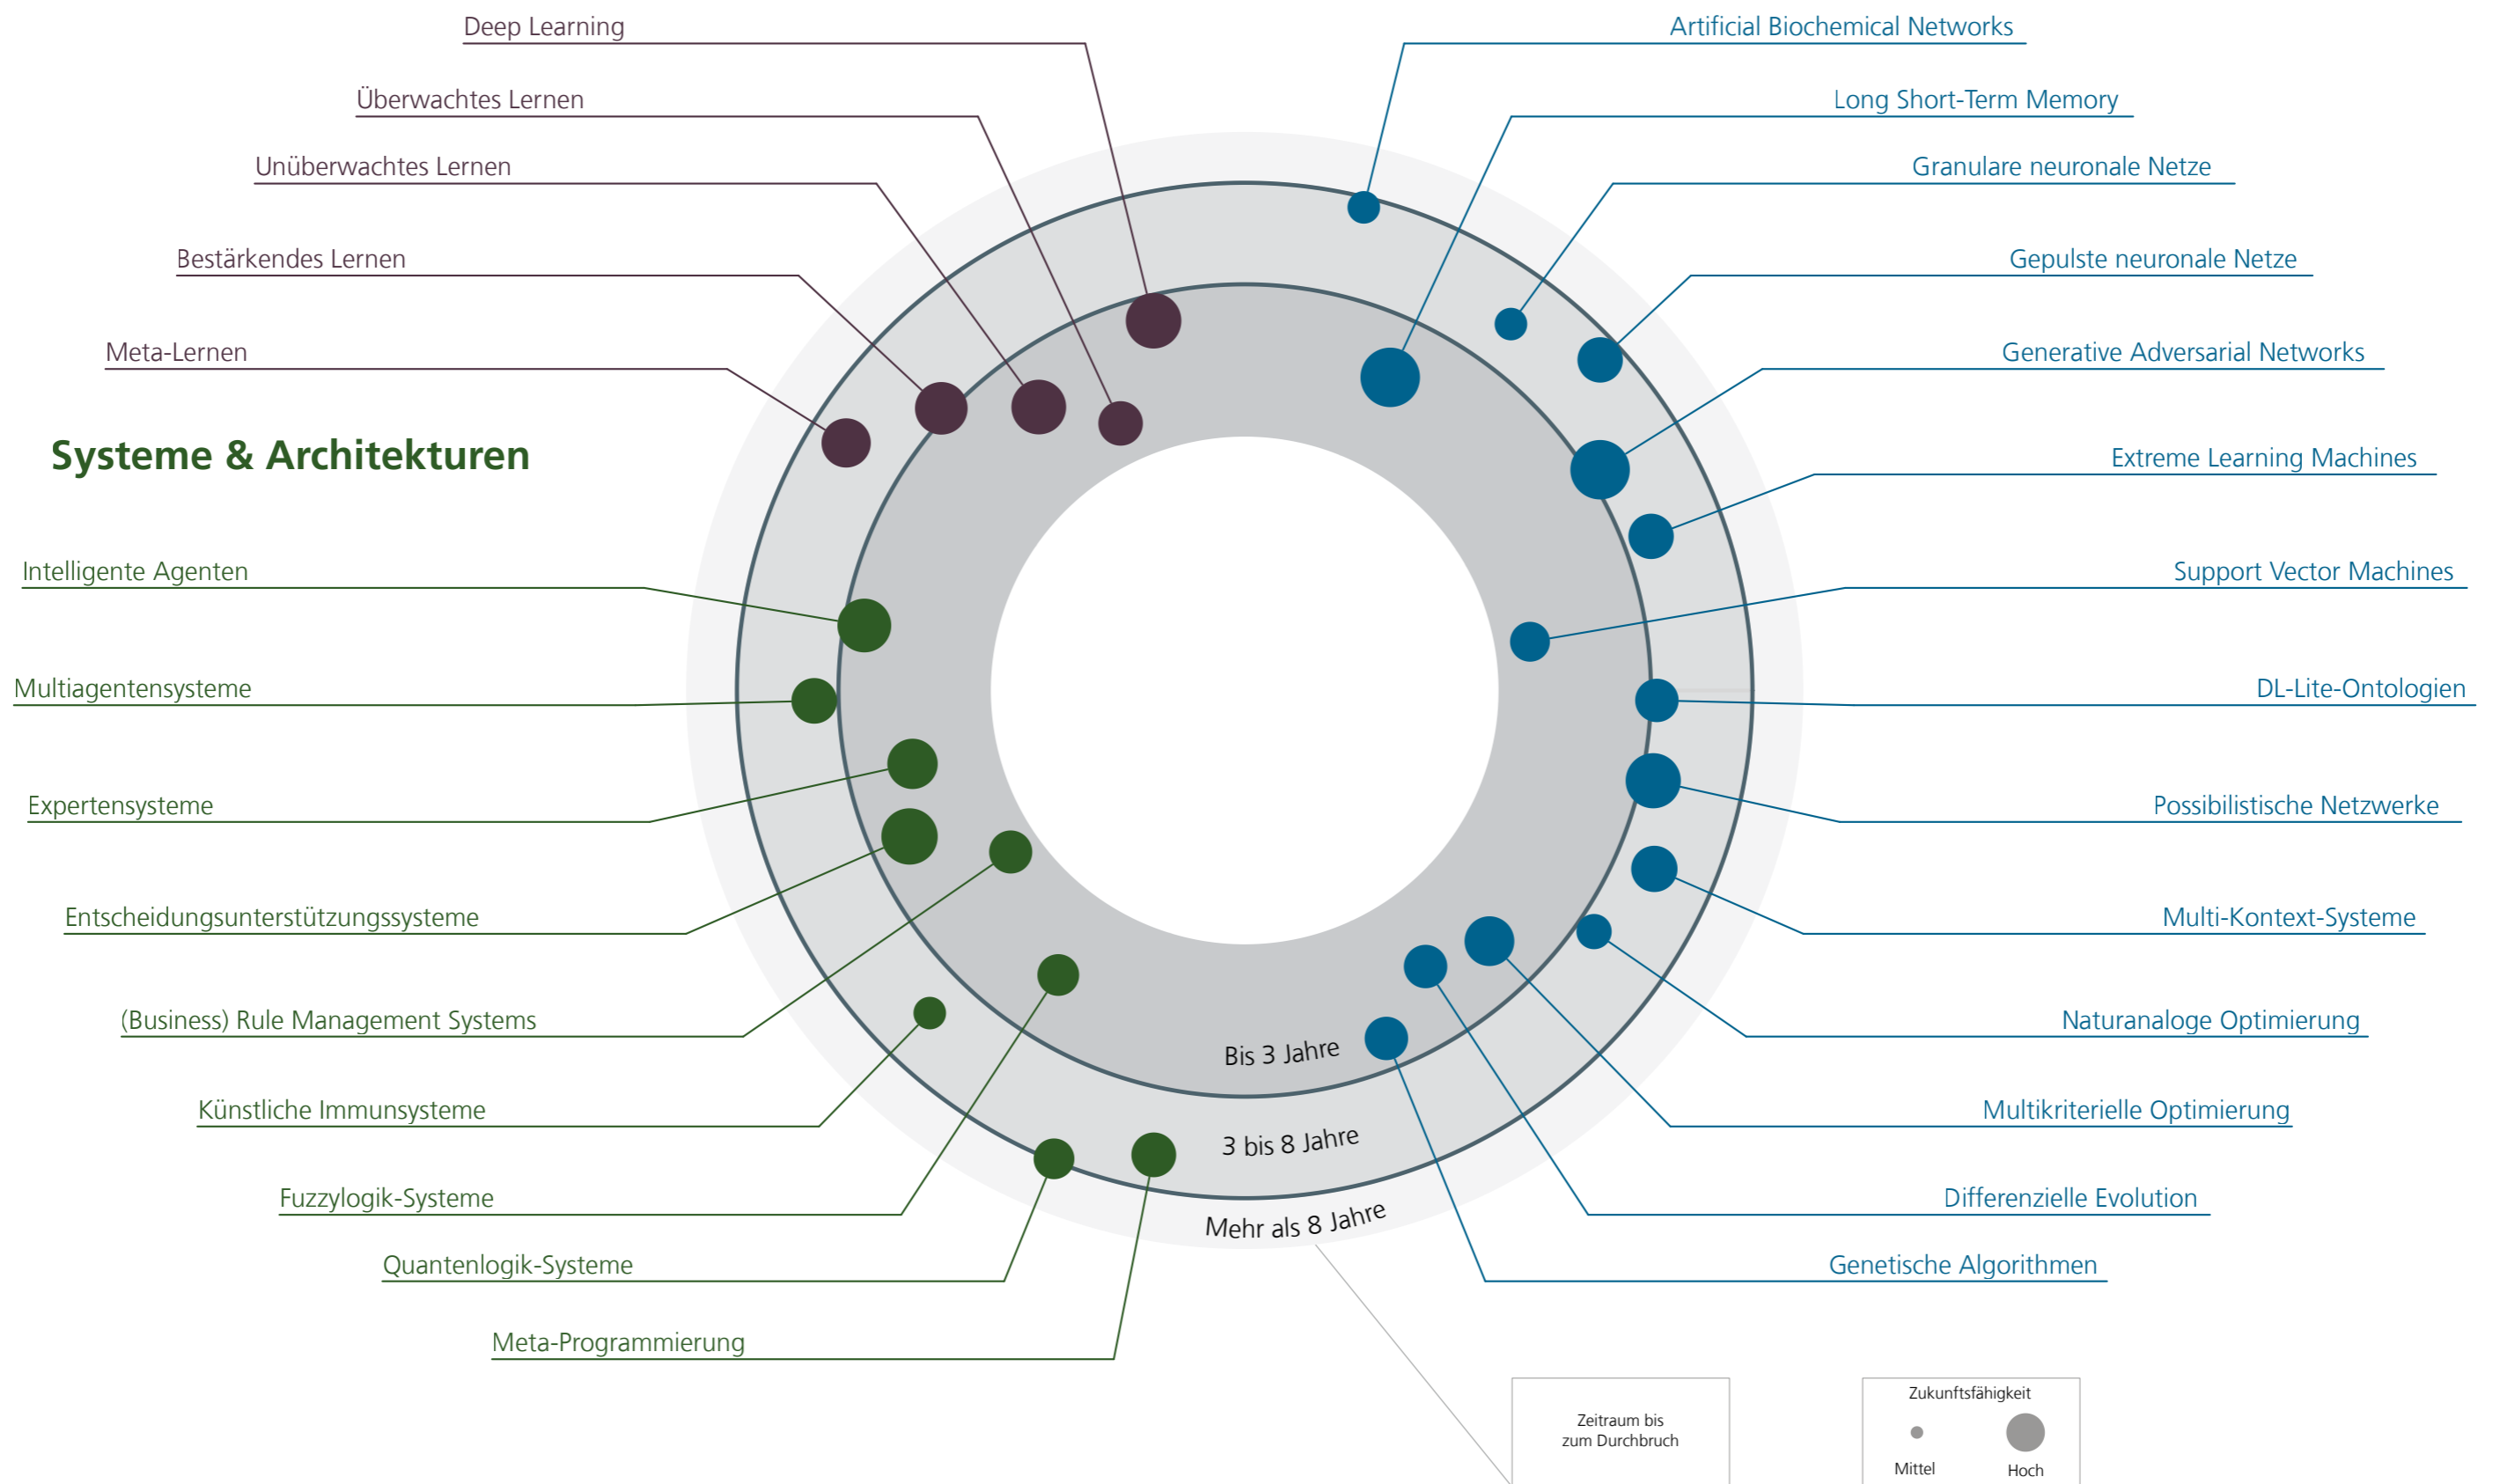 Deep Learning
Überwachtes Lernen
Unüberwachtes Lernen
Bestärkendes Lernen
Meta-Lernen
Systeme & Architekturen
Intelligente Agenten
Multiagentensysteme
Expertensysteme
Entscheidungsunterstützungssysteme
(Business) Rule Management Systems
Künstliche Immunsysteme
Fuzzylogik-Systeme
Quantenlogik-Systeme
Meta-Programmierung
Artificial Biochemical Networks
Long Short-Term Memory
Granulare neuronale Netze
Gepulste neuronale Netze
Generative Adversarial Networks
Extreme Learning Machines
Support Vector Machines
DL-Lite-Ontologien
Possibilistische Netzwerke
Multi-Kontext-Systeme
Naturanaloge Optimierung
Multikriterielle Optimierung
Differenzielle Evolution
Genetische Algorithmen
Bis 3 Jahre
3 bis 8 Jahre
Mehr als 8 Jahre
Zeitraum bis
zum Durchbruch
Zukunftsfähigkeit
Mittel
Hoch